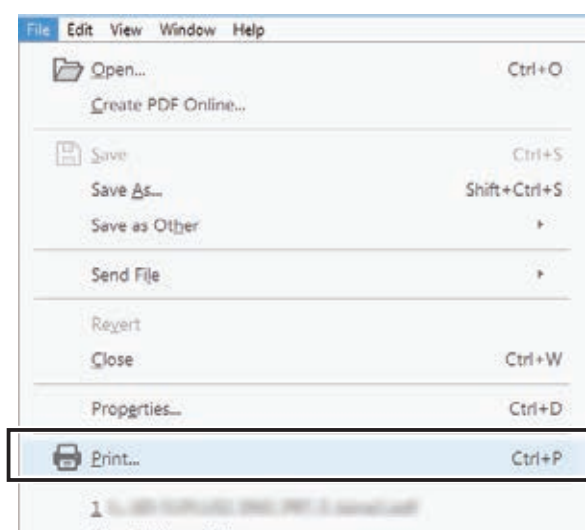 File Edit View Window Help
Open... Ctrl+O
Create PDF Online...
Save Ctrl+S
Save As... Shift+Ctrl+S
Save as Other
Send File
Revert
Close Ctrl+W
Properties... Ctrl+D
Print... Ctrl+P
1